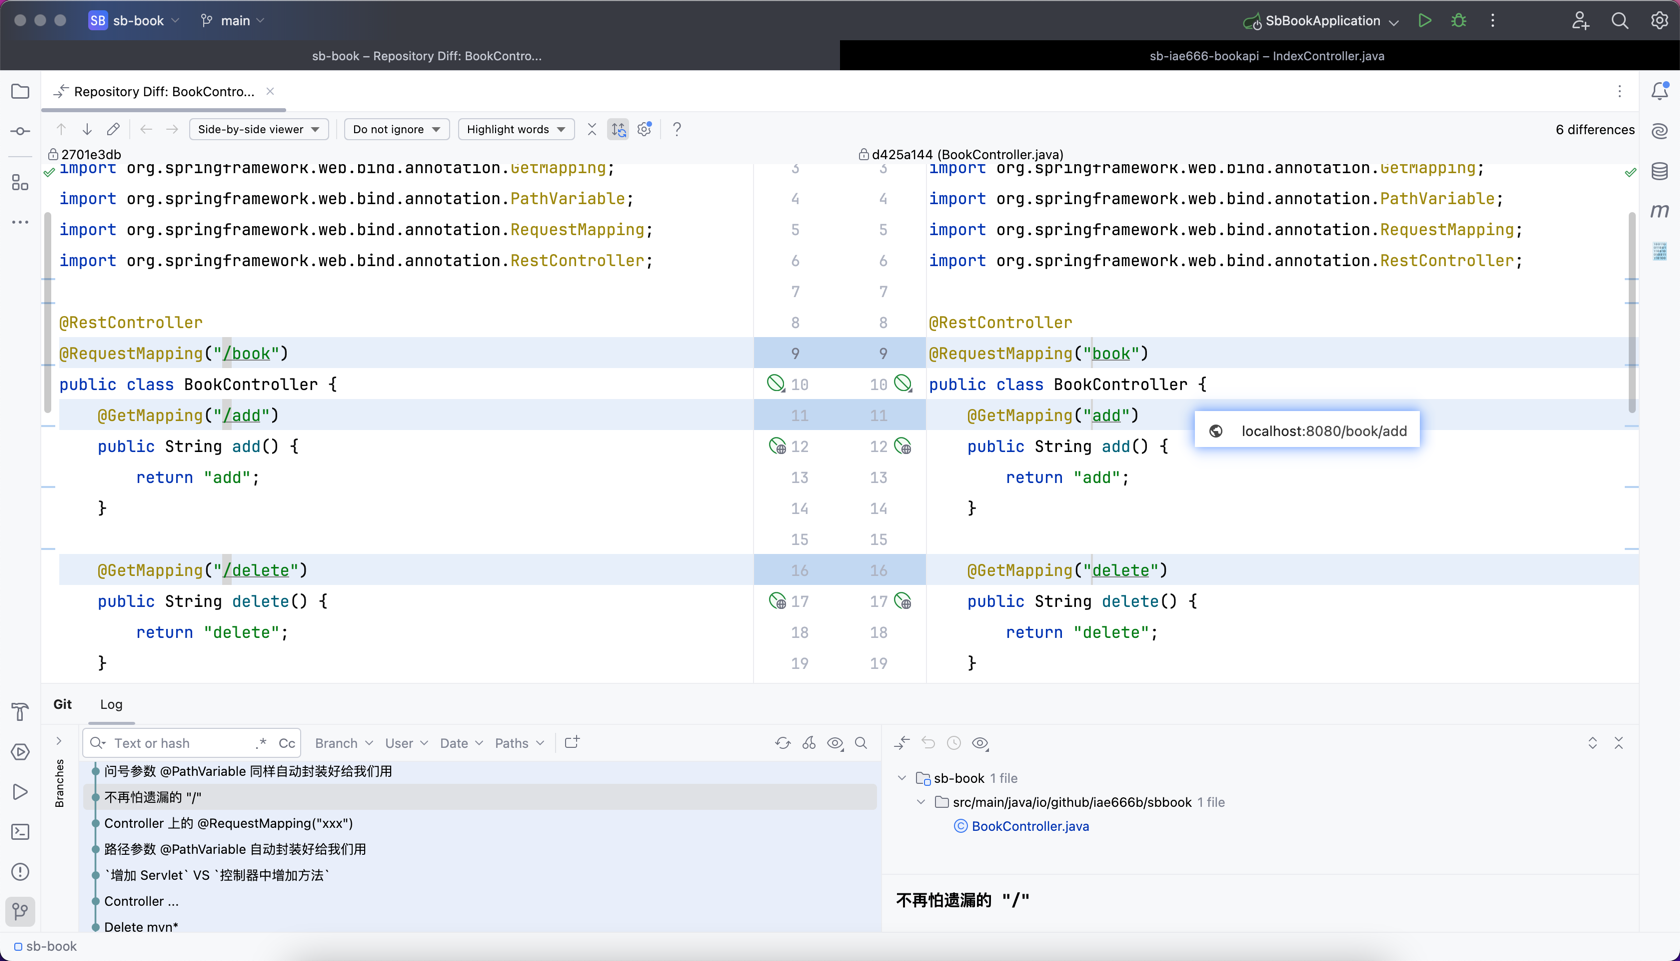 SB sb-book main SbBookApplication
sb-book – Repository Diff: BookContro... sb-iae666-bookapi – IndexController.java
Repository Diff: BookContro...
Side-by-side viewer Do not ignore Highlight words ? 6 differences
2701e3db d425a144 (BookController.java)
import org.springframework.web.bind.annotation.GetMapping; 3 3 import org.springframework.web.bind.annotation.GetMapping;
import org.springframework.web.bind.annotation.PathVariable; 4 4 import org.springframework.web.bind.annotation.PathVariable;
import org.springframework.web.bind.annotation.RequestMapping; 5 5 import org.springframework.web.bind.annotation.RequestMapping;
import org.springframework.web.bind.annotation.RestController; 6 6 import org.springframework.web.bind.annotation.RestController;
7 7
@RestController 8 8 @RestController
@RequestMapping("/book") 9 9 @RequestMapping("book")
public class BookController { 10 10 public class BookController {
@GetMapping("/add") 11 11 @GetMapping("add")
localhost:8080/book/add
public String add() { 12 12 public String add() {
return "add"; 13 13 return "add";
} 14 14 }
15 15
@GetMapping("/delete") 16 16 @GetMapping("delete")
public String delete() { 17 17 public String delete() {
return "delete"; 18 18 return "delete";
} 19 19 }
m
Git Log
Text or hash .* Cc Branch User Date Paths
Branches
问号参数 @PathVariable 同样自动封装好给我们用
不再怕遗漏的 "/"
Controller 上的 @RequestMapping("xxx")
路径参数 @PathVariable 自动封装好给我们用
`增加 Servlet` VS `控制器中增加方法`
Controller ...
Delete mvn*
sb-book 1 file
src/main/java/io/github/iae666b/sbbook 1 file
BookController.java
不再怕遗漏的 "/"
sb-book